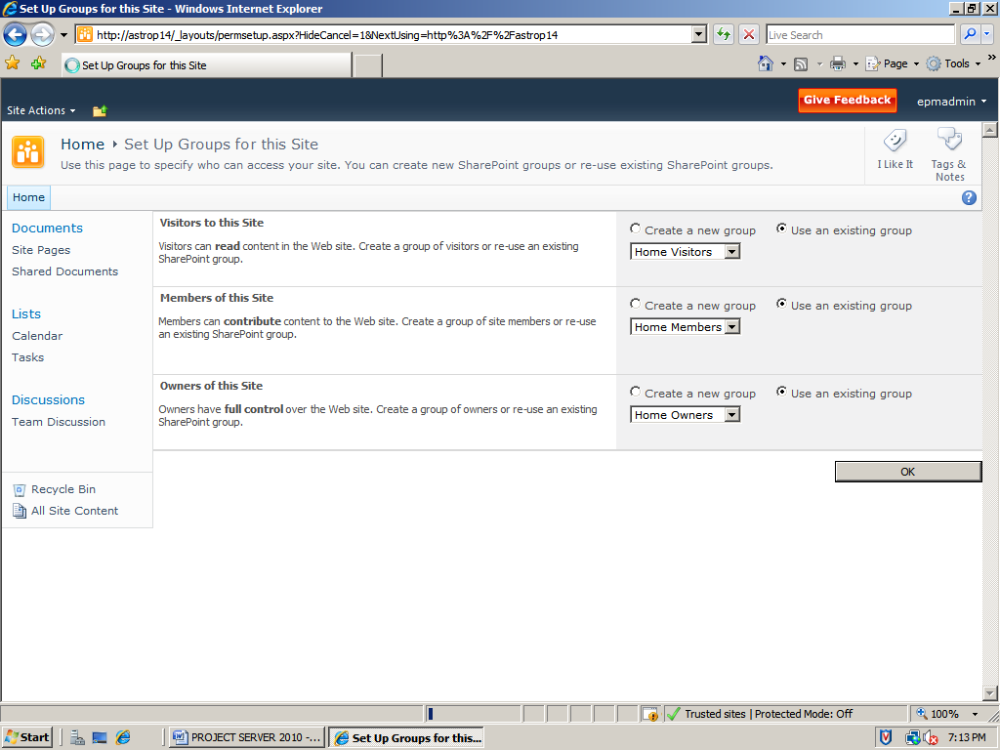 Set Up Groups for this Site - Windows Internet Explorer
http://astrop14/_layouts/permsetup.aspx?HideCancel=1&NextUsing=http%3A%2F%2Fastrop14
Live Search
Set Up Groups for this Site
Page
Tools
Site Actions
Give Feedback
epmadmin
Home
Set Up Groups for this Site
Use this page to specify who can access your site. You can create new SharePoint groups or re-use existing SharePoint groups.
I Like It
Tags &
Notes
Home
Documents
Site Pages
Shared Documents
Lists
Calendar
Tasks
Discussions
Team Discussion
Recycle Bin
All Site Content
Visitors to this Site
Visitors can read content in the Web site. Create a group of visitors or re-use an existing
SharePoint group.
Create a new group
Use an existing group
Home Visitors
Members of this Site
Members can contribute content to the Web site. Create a group of site members or re-use
an existing SharePoint group.
Create a new group
Use an existing group
Home Members
Owners of this Site
Owners have full control over the Web site. Create a group of owners or re-use an existing
SharePoint group.
Create a new group
Use an existing group
Home Owners
OK
Trusted sites | Protected Mode: Off
100%
Start
PROJECT SERVER 2010 -...
Set Up Groups for this...
7:13 PM